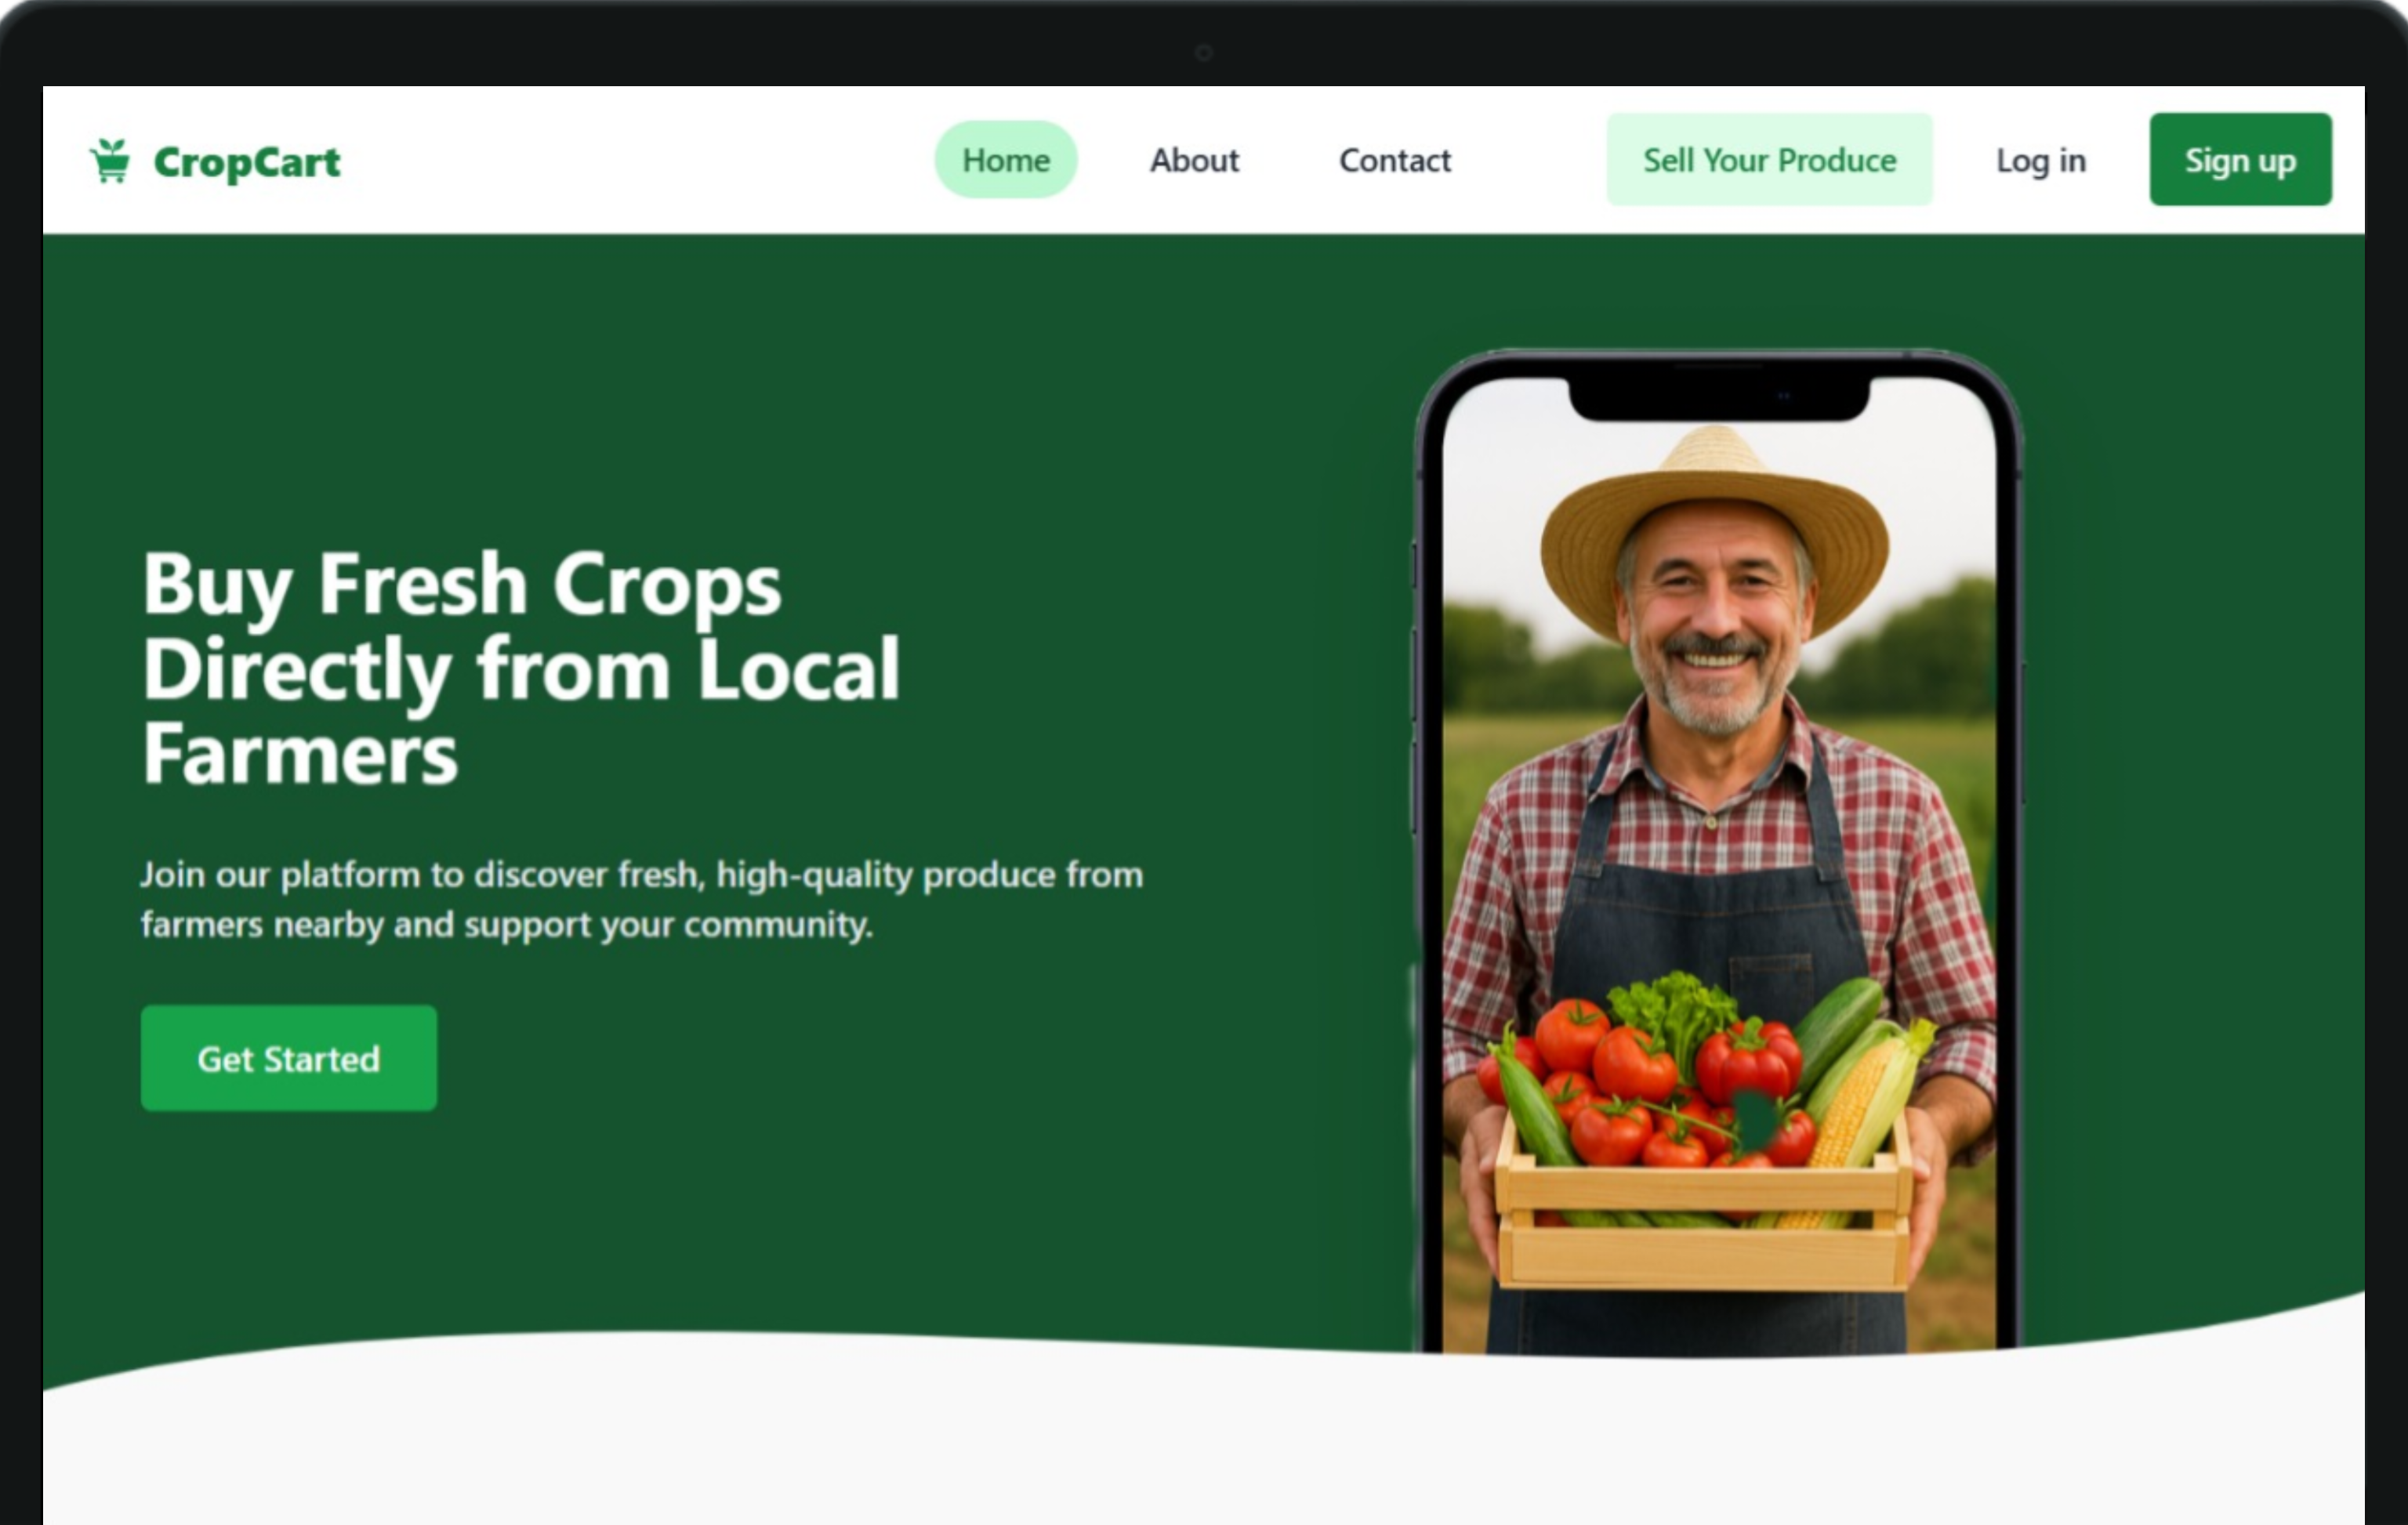 CropCart
Home About Contact Sell Your Produce Log in Sign up
Buy Fresh Crops
Directly from Local
Farmers
Join our platform to discover fresh, high-quality produce from
farmers nearby and support your community.
Get Started